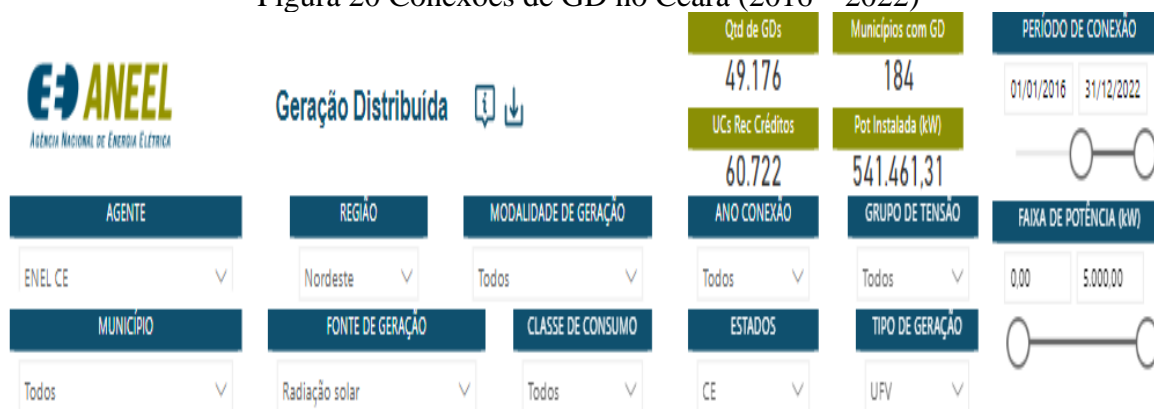 Figura 20 Conexões de GD no Ceará (2016 – 2022)
Qtd de GDs
Municípios com GD
PERÍODO DE CONEXÃO
49.176
184
01/01/2016
31/12/2022
ANEEL
AGÊNCIA NACIONAL DE ENERGIA ELÉTRICA
Geração Distribuída
UCs Rec Créditos
Pot Instalada (kW)
60.722
541.461,31
AGENTE
REGIÃO
MODALIDADE DE GERAÇÃO
ANO CONEXÃO
GRUPO DE TENSÃO
FAIXA DE POTÊNCIA (kW)
ENEL CE
Nordeste
Todos
Todos
Todos
0,00
5.000,00
MUNICÍPIO
FONTE DE GERAÇÃO
CLASSE DE CONSUMO
ESTADOS
TIPO DE GERAÇÃO
Todos
Radiação solar
Todos
CE
UFV